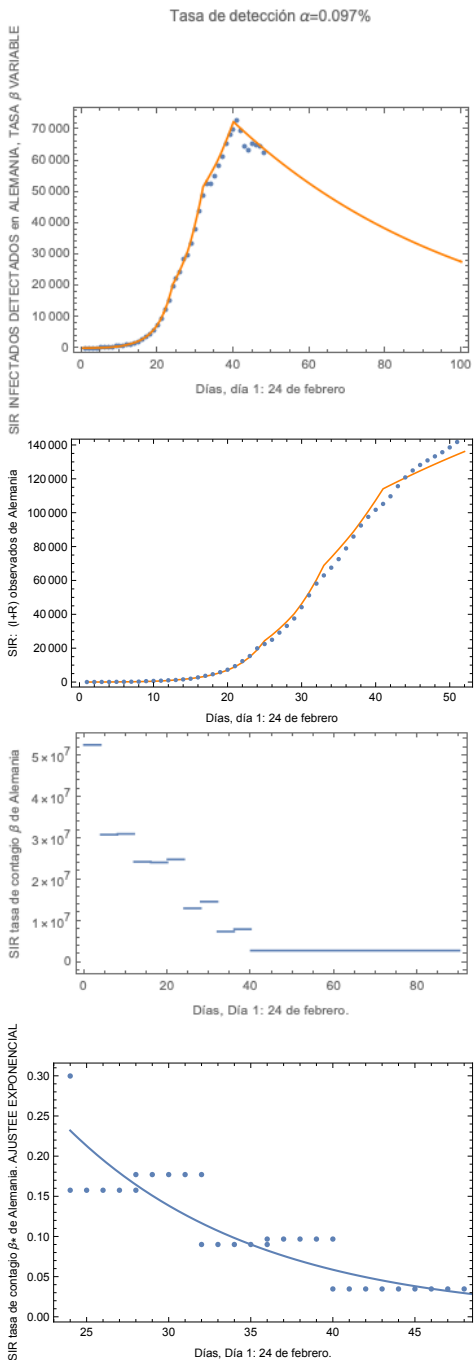 Tasa de detección α=0.097%
SIR INFECTADOS DETECTADOS en ALEMANIA, TASA β VARIABLE
70 000
60 000
50 000
40 000
30 000
20 000
10 000
0
0 20 40 60 80 100
Días, día 1: 24 de febrero
SIR: (I+R) observados de Alemania
140 000
120 000
100 000
80 000
60 000
40 000
20 000
0
0 10 20 30 40 50
Días, día 1: 24 de febrero
SIR tasa de contagio β de Alemania
5×10⁷
4×10⁷
3×10⁷
2×10⁷
1×10⁷
0
0 20 40 60 80
Días, Día 1: 24 de febrero.
SIR tasa de contagio β* de Alemania. AJUSTEE EXPONENCIAL
0.30
0.25
0.20
0.15
0.10
0.05
0.00
25 30 35 40 45
Días, Día 1: 24 de febrero.